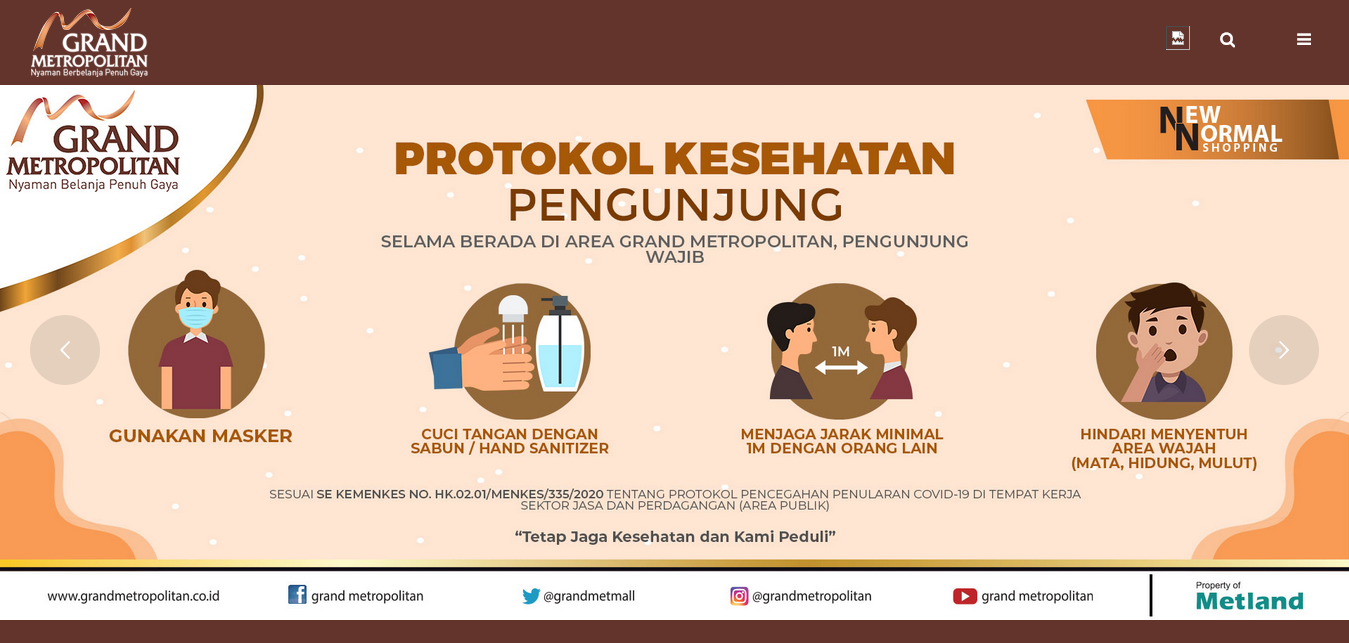 GRAND
METROPOLITAN
Nyaman Berbelanja Penuh Gaya
GRAND
METROPOLITAN
Nyaman Belanja Penuh Gaya
NEW
NORMAL
SHOPPING
PROTOKOL KESEHATAN
PENGUNJUNG
SELAMA BERADA DI AREA GRAND METROPOLITAN, PENGUNJUNG
WAJIB
1M
GUNAKAN MASKER
CUCI TANGAN DENGAN
SABUN / HAND SANITIZER
MENJAGA JARAK MINIMAL
1M DENGAN ORANG LAIN
HINDARI MENYENTUH
AREA WAJAH
(MATA, HIDUNG, MULUT)
SESUAI SE KEMENKES NO. HK.02.01/MENKES/335/2020 TENTANG PROTOKOL PENCEGAHAN PENULARAN COVID-19 DI TEMPAT KERJA
SEKTOR JASA DAN PERDAGANGAN (AREA PUBLIK)
“Tetap Jaga Kesehatan dan Kami Peduli”
www.grandmetropolitan.co.id
grand metropolitan
@grandmetmall
@grandmetropolitan
grand metropolitan
Property of
Metland